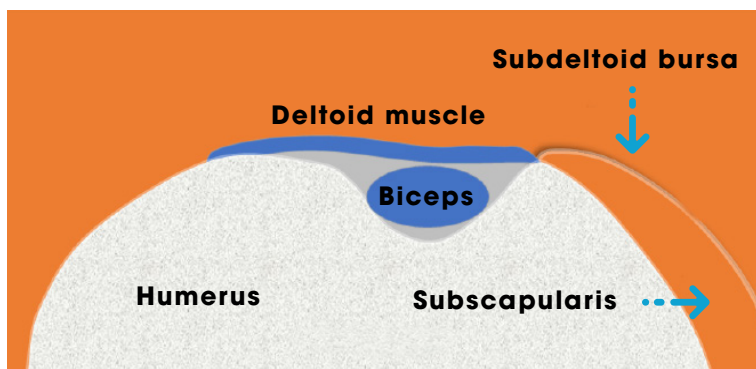 Subdeltoid bursa
Deltoid muscle
Biceps
Humerus
Subscapularis